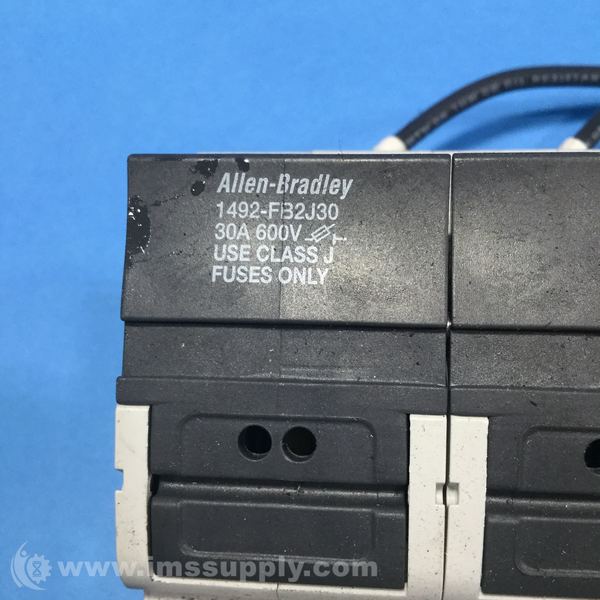 Allen-Bradley
1492-FB2J30
30A 600V
USE CLASS J
FUSES ONLY
www.imssupply.com